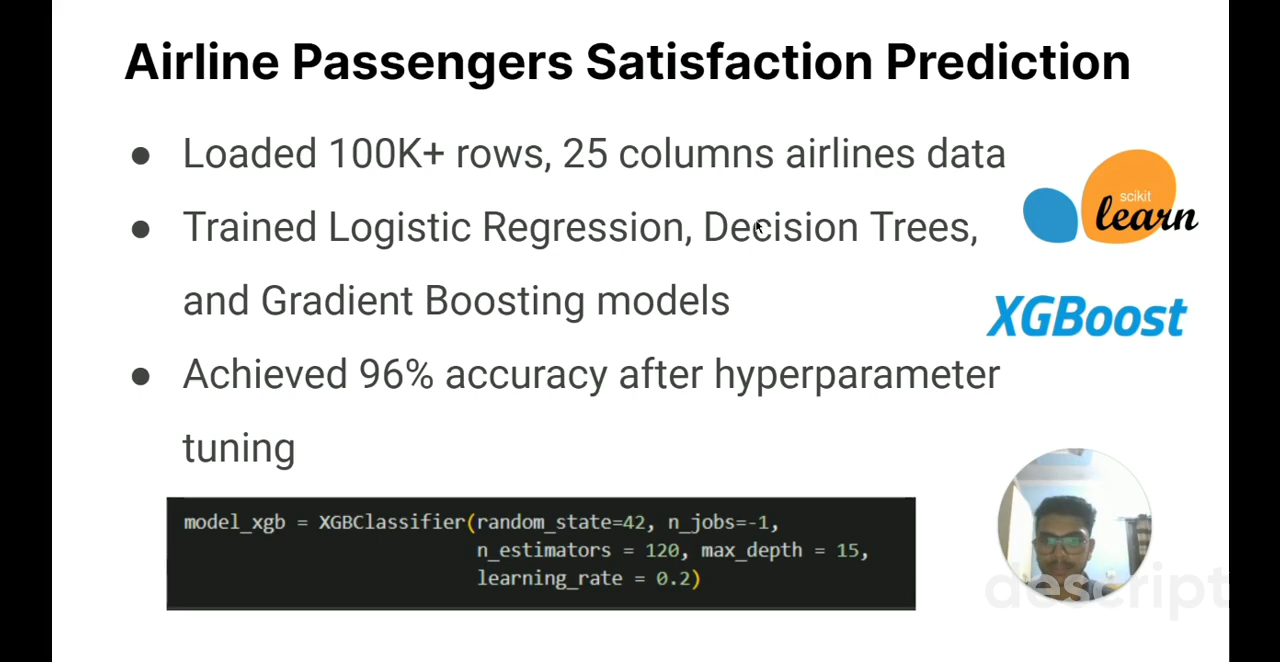 Airline Passengers Satisfaction Prediction
● Loaded 100K+ rows, 25 columns airlines data
scikit
learn
● Trained Logistic Regression, Decision Trees,
and Gradient Boosting models
XGBoost
● Achieved 96% accuracy after hyperparameter
tuning
model_xgb = XGBClassifier(random_state=42, n_jobs=-1,
n_estimators = 120, max_depth = 15,
learning_rate = 0.2)
descript